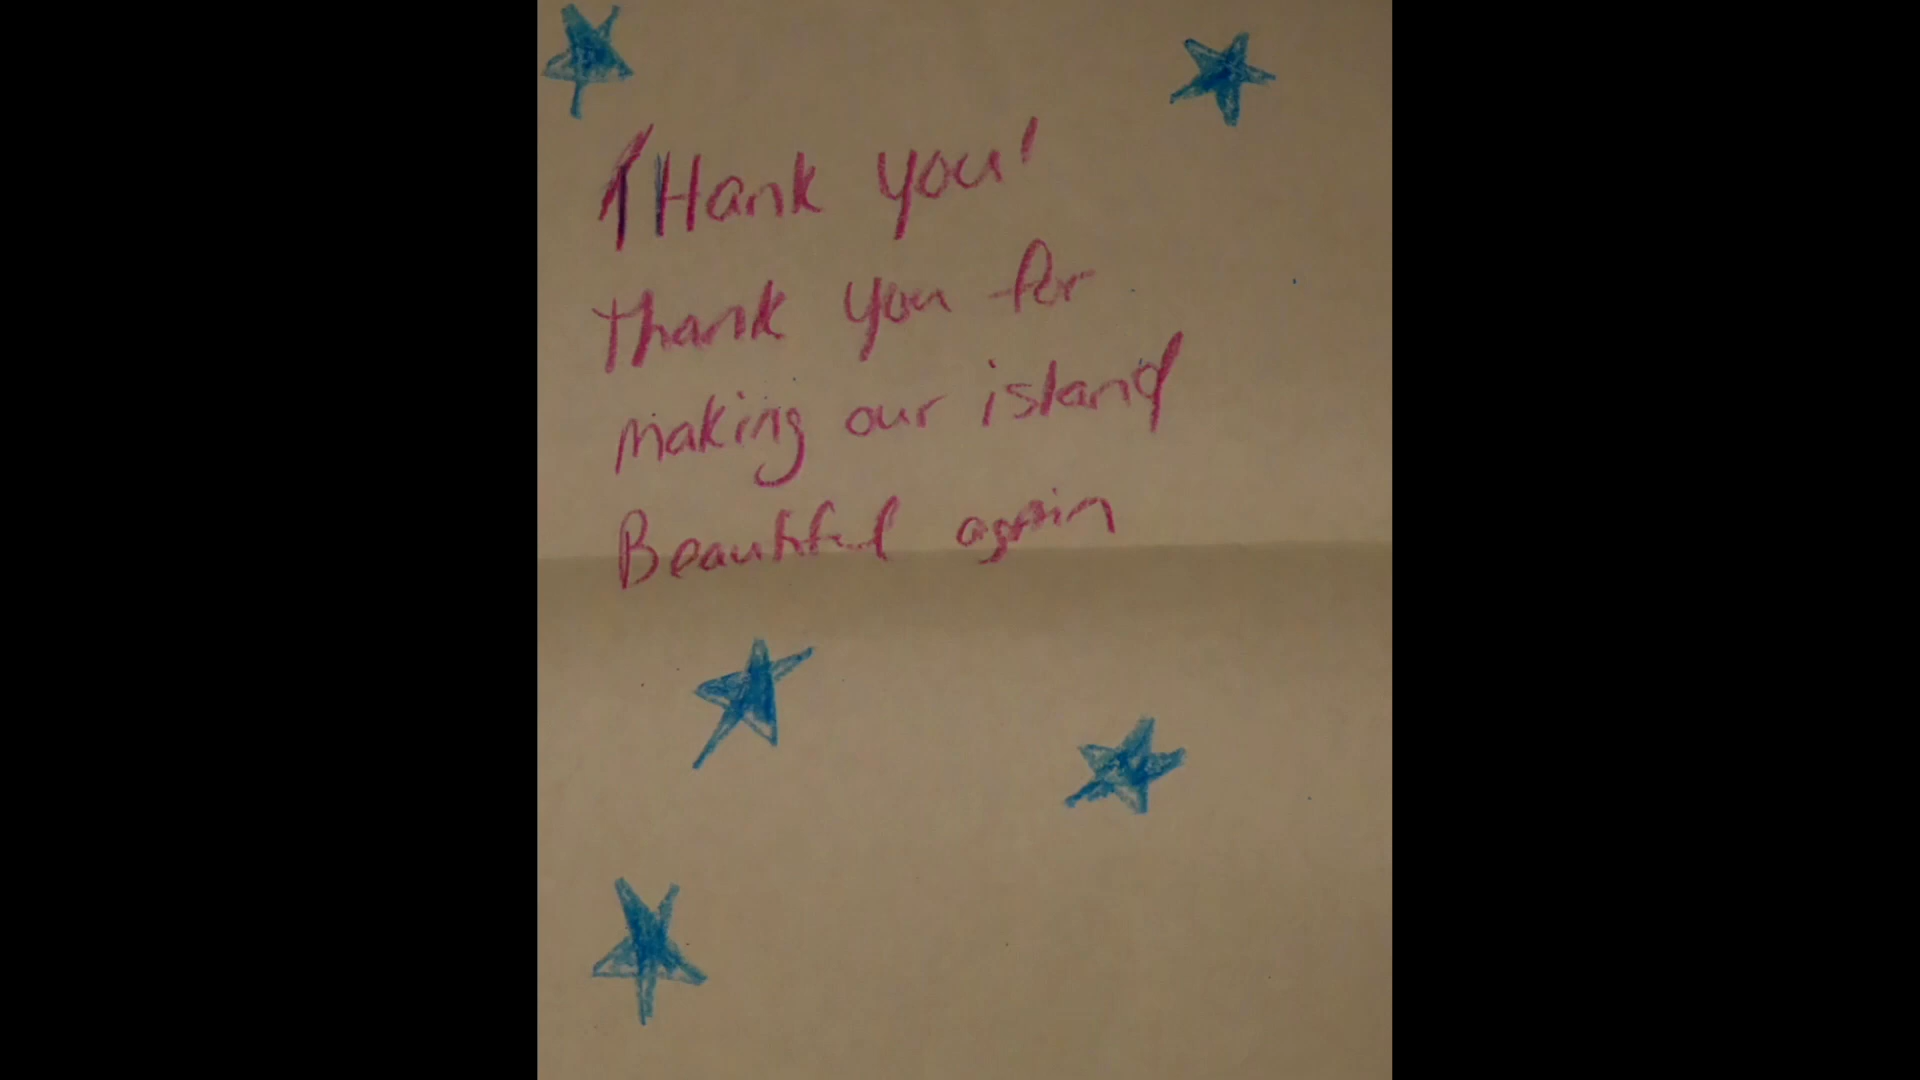 THank you!
thank you for
making our island
Beautiful again